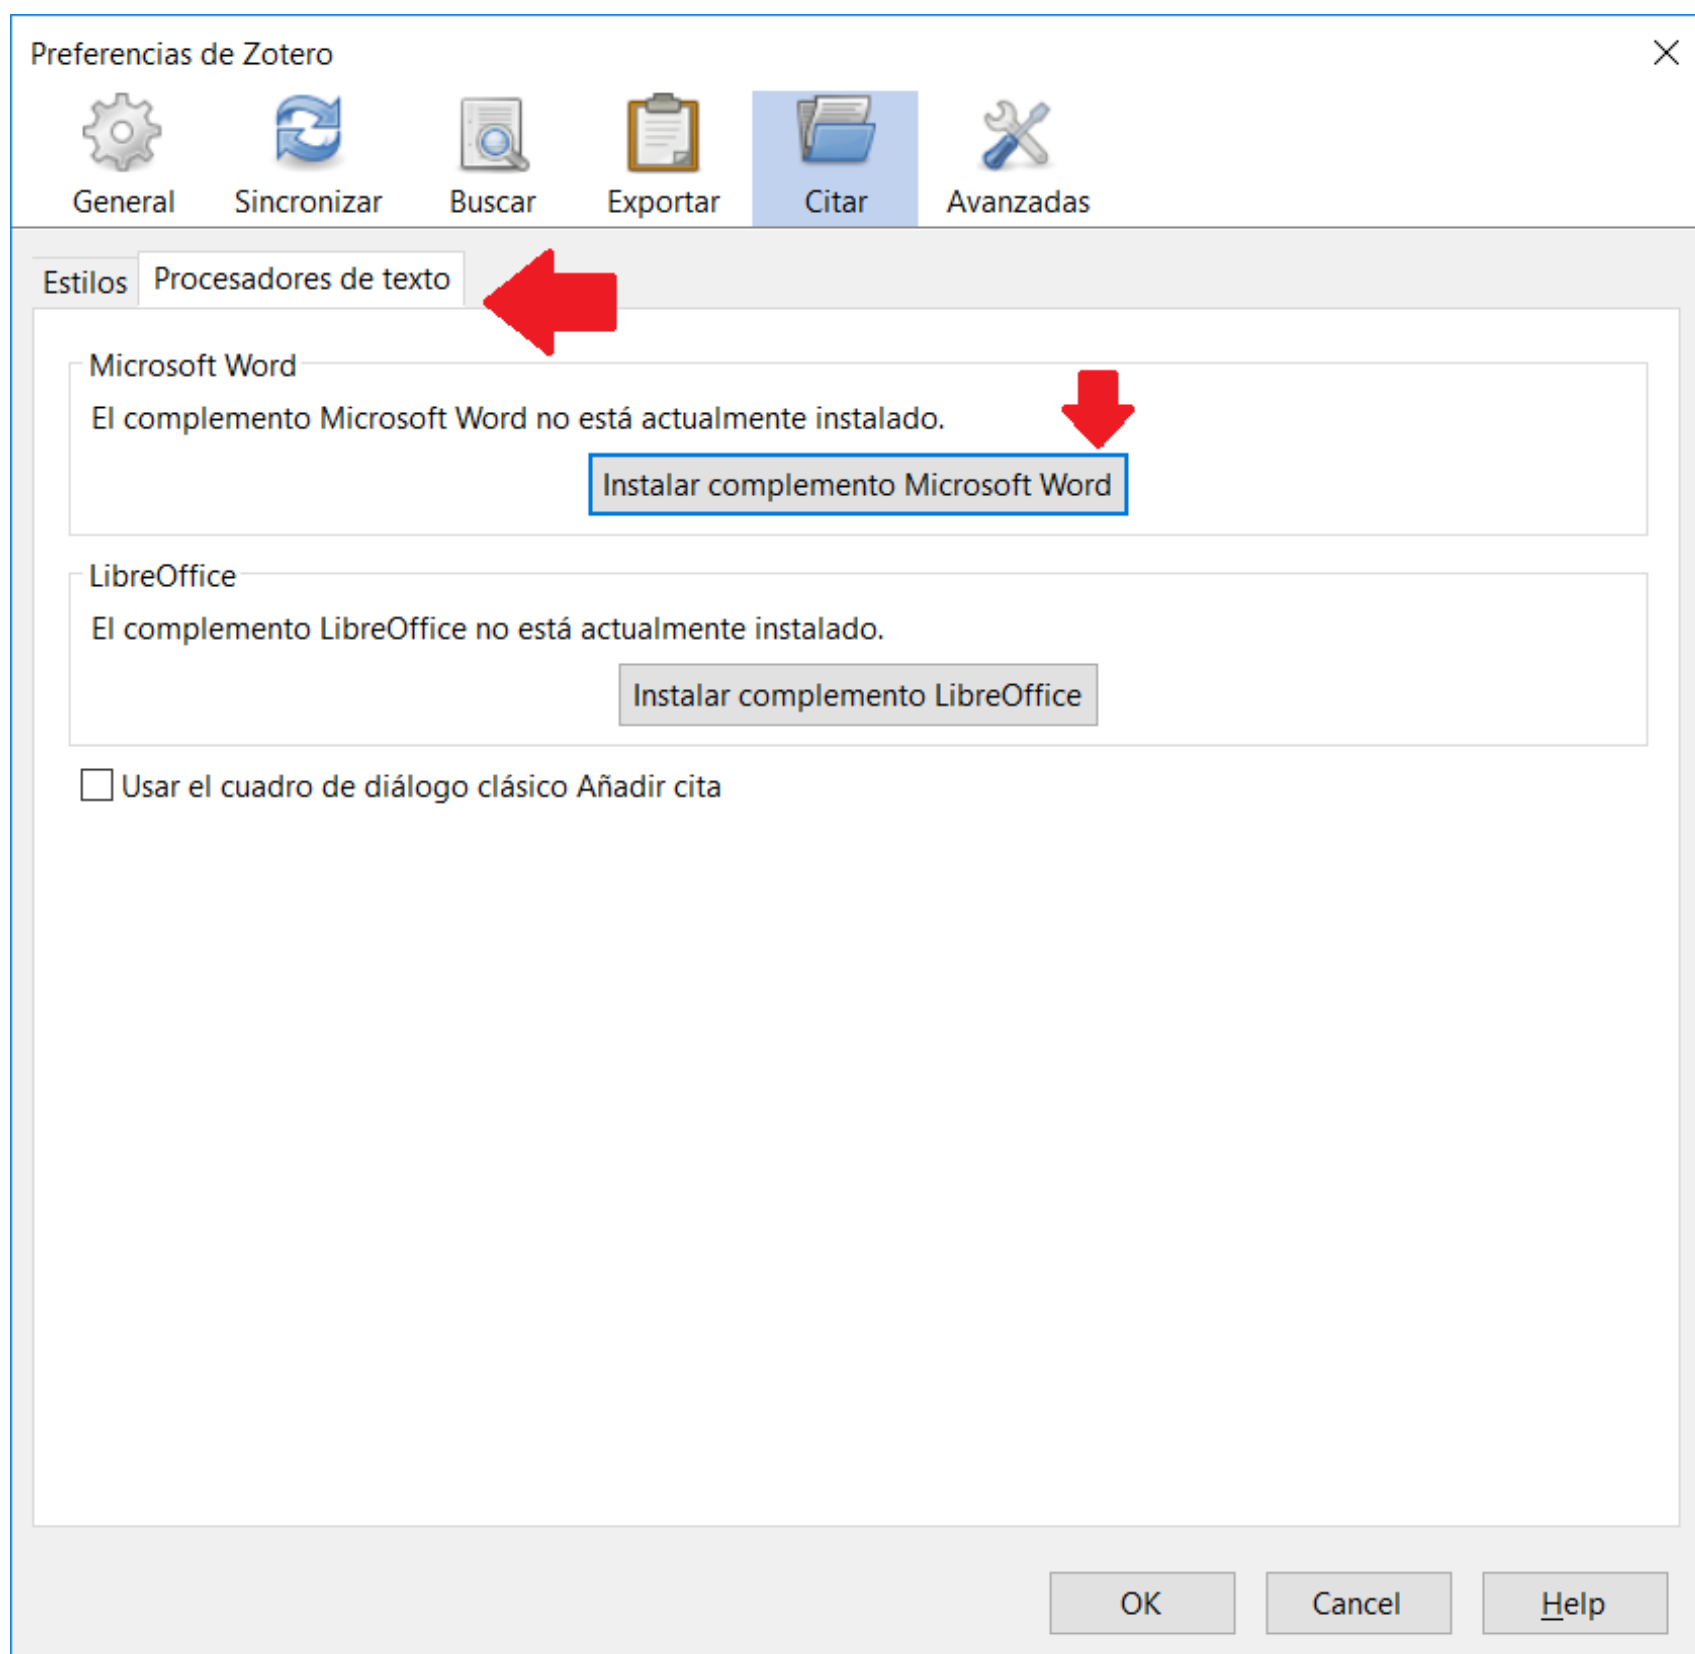 Preferencias de Zotero
General Sincronizar Buscar Exportar Citar Avanzadas
Estilos Procesadores de texto
Microsoft Word
El complemento Microsoft Word no está actualmente instalado.
Instalar complemento Microsoft Word
LibreOffice
El complemento LibreOffice no está actualmente instalado.
Instalar complemento LibreOffice
Usar el cuadro de diálogo clásico Añadir cita
OK Cancel Help